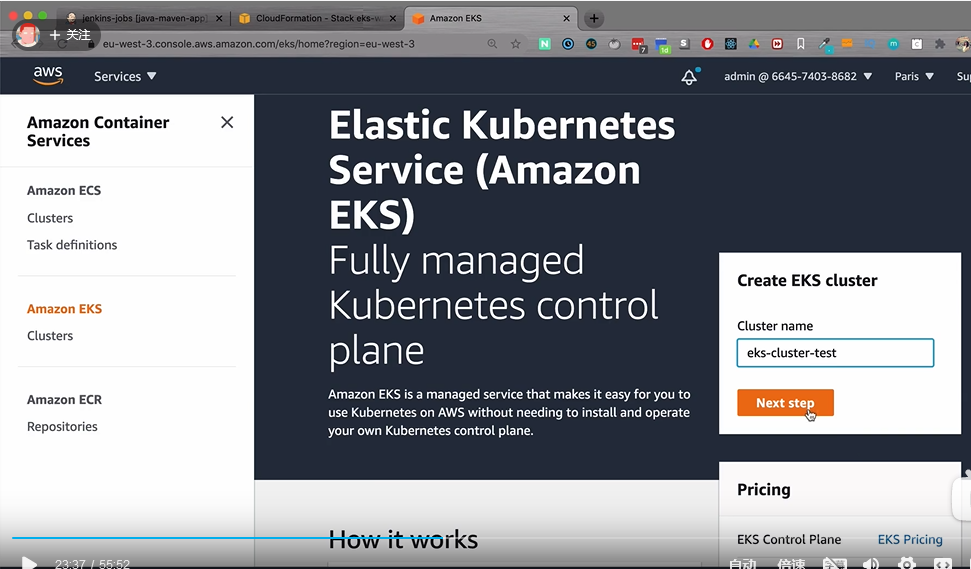 jenkins-jobs [java-maven-app]
CloudFormation - Stack eks-w
Amazon EKS
+ 关注
eu-west-3.console.aws.amazon.com/eks/home?region=eu-west-3
aws
Services
admin @ 6645-7403-8682
Paris
Sup
Amazon Container
Services
Amazon ECS
Clusters
Task definitions
Amazon EKS
Clusters
Amazon ECR
Repositories
Elastic Kubernetes
Service (Amazon
EKS)
Fully managed
Kubernetes control
plane
Amazon EKS is a managed service that makes it easy for you to
use Kubernetes on AWS without needing to install and operate
your own Kubernetes control plane.
Create EKS cluster
Cluster name
eks-cluster-test
Next step
Pricing
EKS Control Plane
EKS Pricing
How it works
23:37 / 55:52
自动
倍速